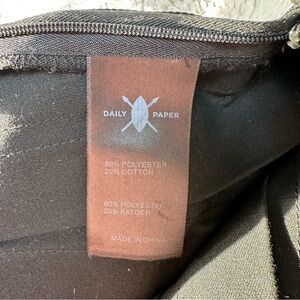 DAILY PAPER
80% POLYESTER
20% COTTON
80% POLYESTER
20% KATOEN
MADE IN CHINA